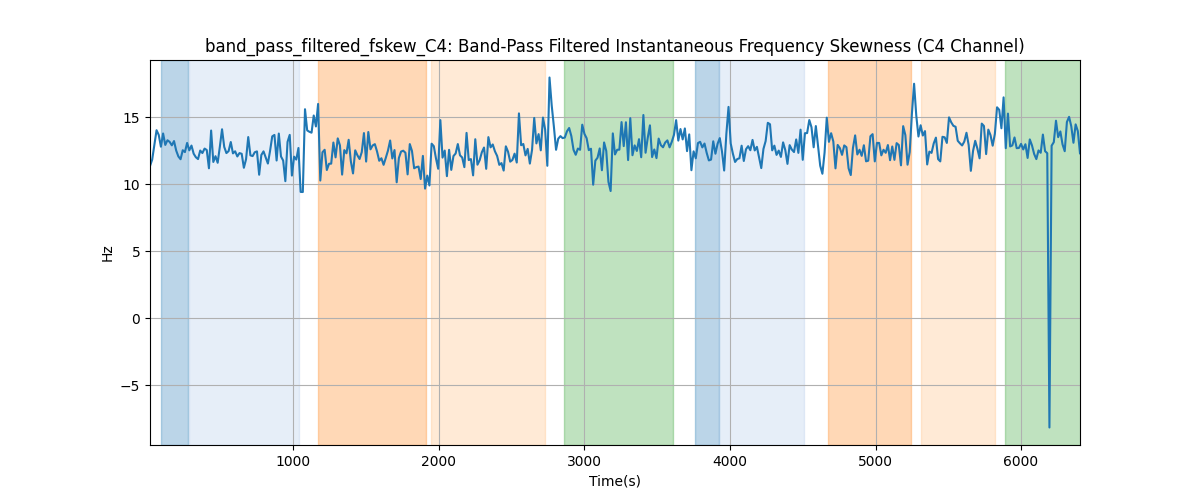 band_pass_filtered_fskew_C4: Band-Pass Filtered Instantaneous Frequency Skewness (C4 Channel)
15
10
5
0
−5
Hz
1000 2000 3000 4000 5000 6000
Time(s)